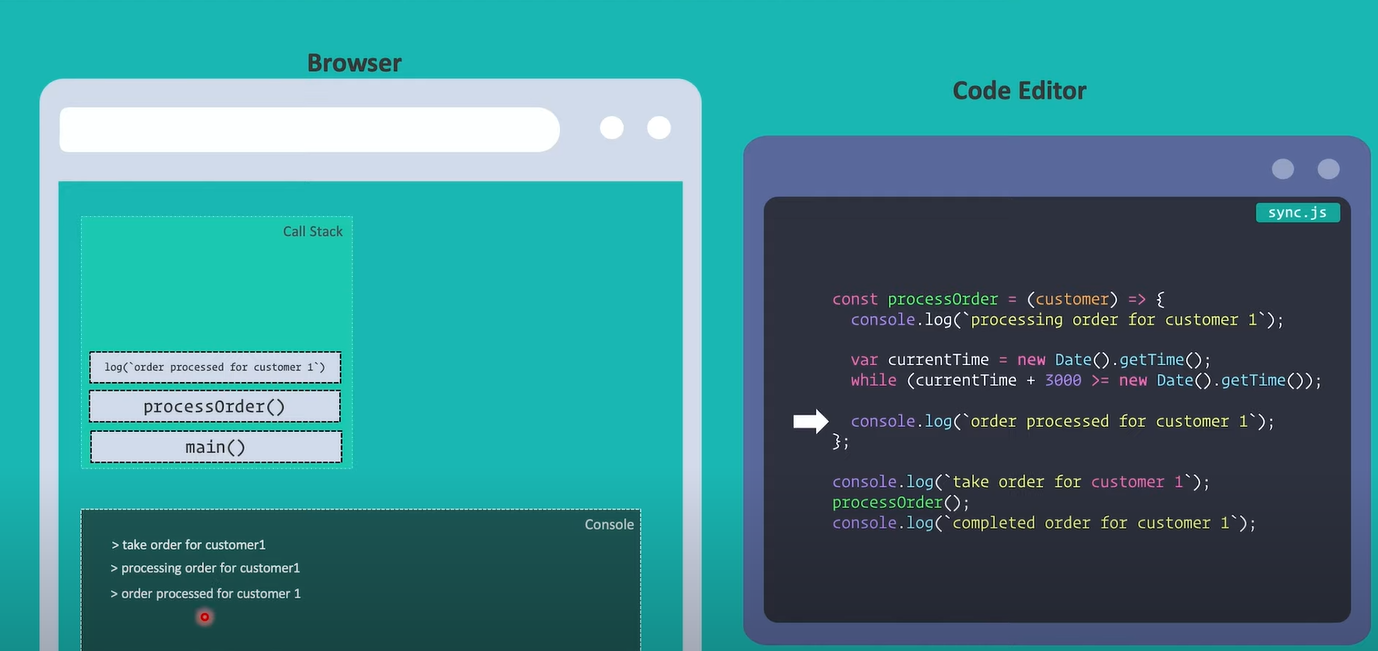 Browser
Call Stack
log(`order processed for customer 1`)
processOrder()
main()
Console
> take order for customer1
> processing order for customer1
> order processed for customer 1
Code Editor
sync.js
const processOrder = (customer) => {
  console.log(`processing order for customer 1`);
  var currentTime = new Date().getTime();
  while (currentTime + 3000 >= new Date().getTime());
  console.log(`order processed for customer 1`);
};
console.log(`take order for customer 1`);
processOrder();
console.log(`completed order for customer 1`);